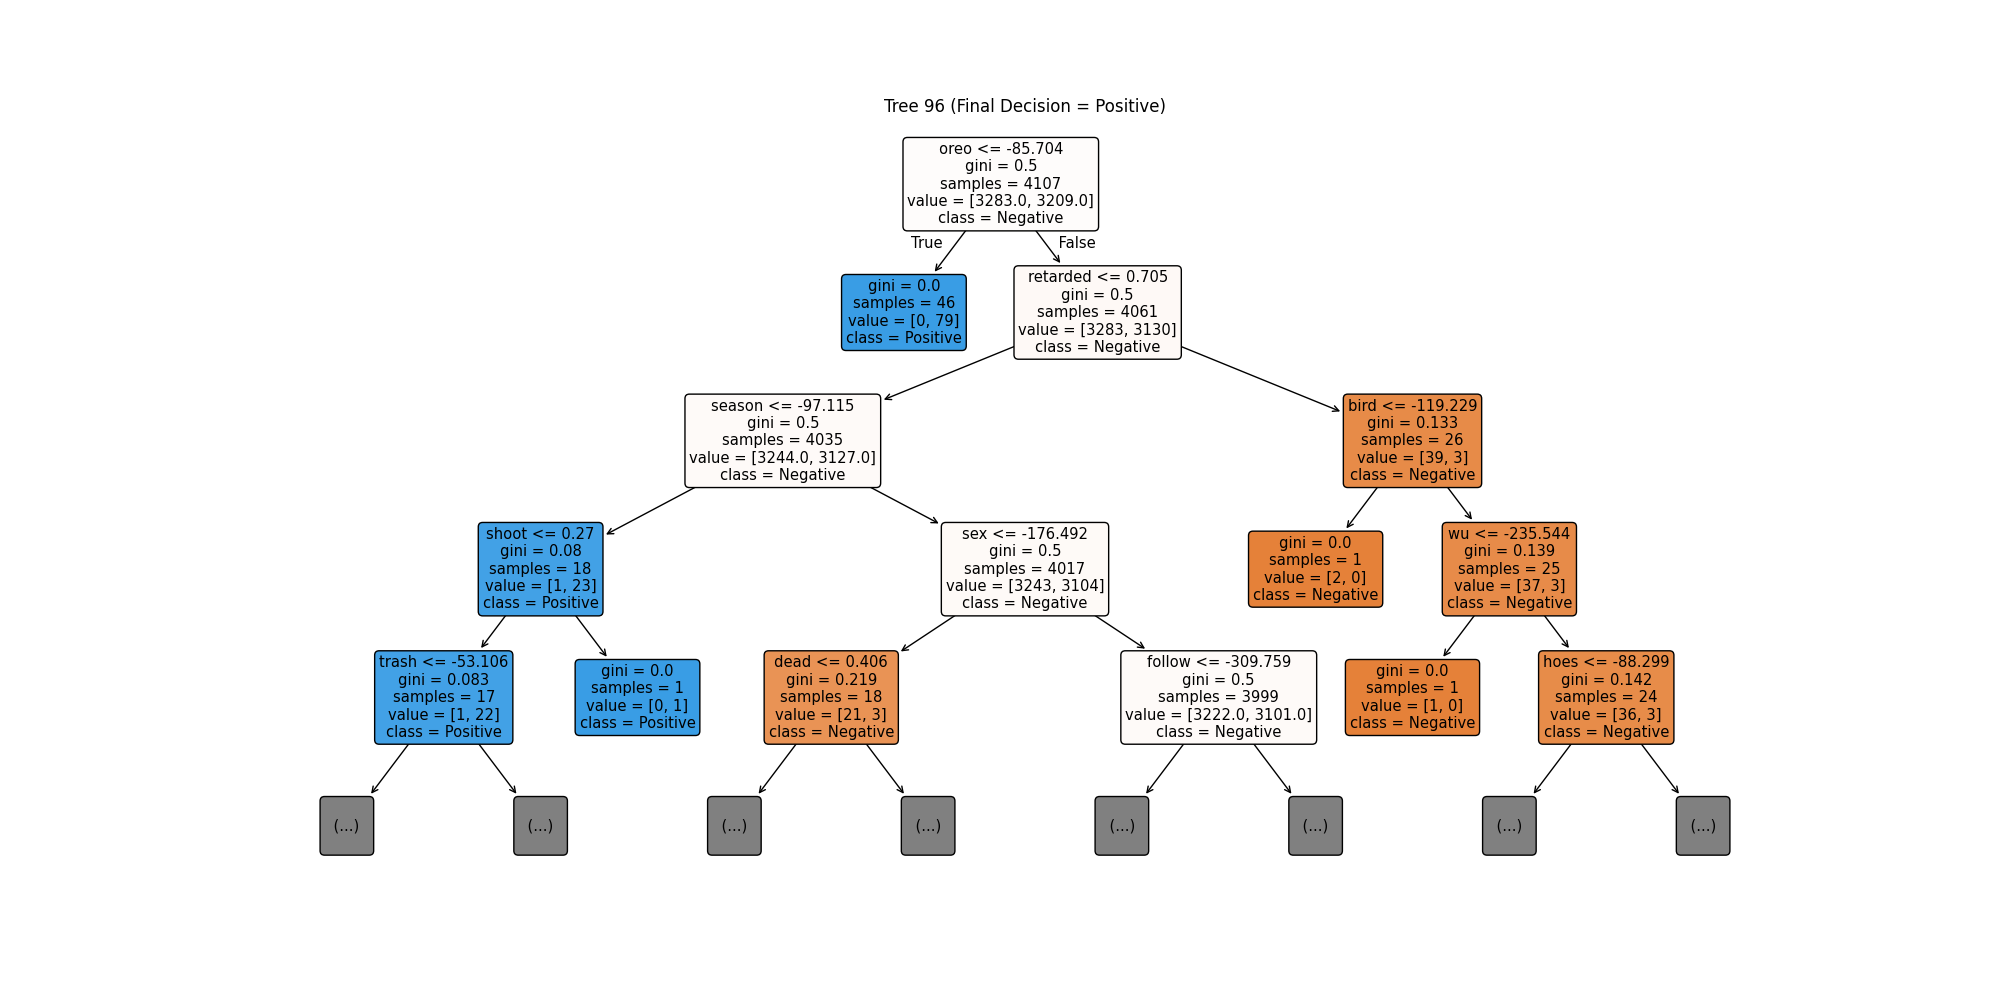 Tree 96 (Final Decision = Positive)
oreo <= -85.704
gini = 0.5
samples = 4107
value = [3283.0, 3209.0]
class = Negative
True
False
gini = 0.0
samples = 46
value = [0, 79]
class = Positive
retarded <= 0.705
gini = 0.5
samples = 4061
value = [3283, 3130]
class = Negative
season <= -97.115
gini = 0.5
samples = 4035
value = [3244.0, 3127.0]
class = Negative
bird <= -119.229
gini = 0.133
samples = 26
value = [39, 3]
class = Negative
shoot <= 0.27
gini = 0.08
samples = 18
value = [1, 23]
class = Positive
sex <= -176.492
gini = 0.5
samples = 4017
value = [3243, 3104]
class = Negative
gini = 0.0
samples = 1
value = [2, 0]
class = Negative
wu <= -235.544
gini = 0.139
samples = 25
value = [37, 3]
class = Negative
trash <= -53.106
gini = 0.083
samples = 17
value = [1, 22]
class = Positive
gini = 0.0
samples = 1
value = [0, 1]
class = Positive
dead <= 0.406
gini = 0.219
samples = 18
value = [21, 3]
class = Negative
follow <= -309.759
gini = 0.5
samples = 3999
value = [3222.0, 3101.0]
class = Negative
gini = 0.0
samples = 1
value = [1, 0]
class = Negative
hoes <= -88.299
gini = 0.142
samples = 24
value = [36, 3]
class = Negative
(...)
(...)
(...)
(...)
(...)
(...)
(...)
(...)